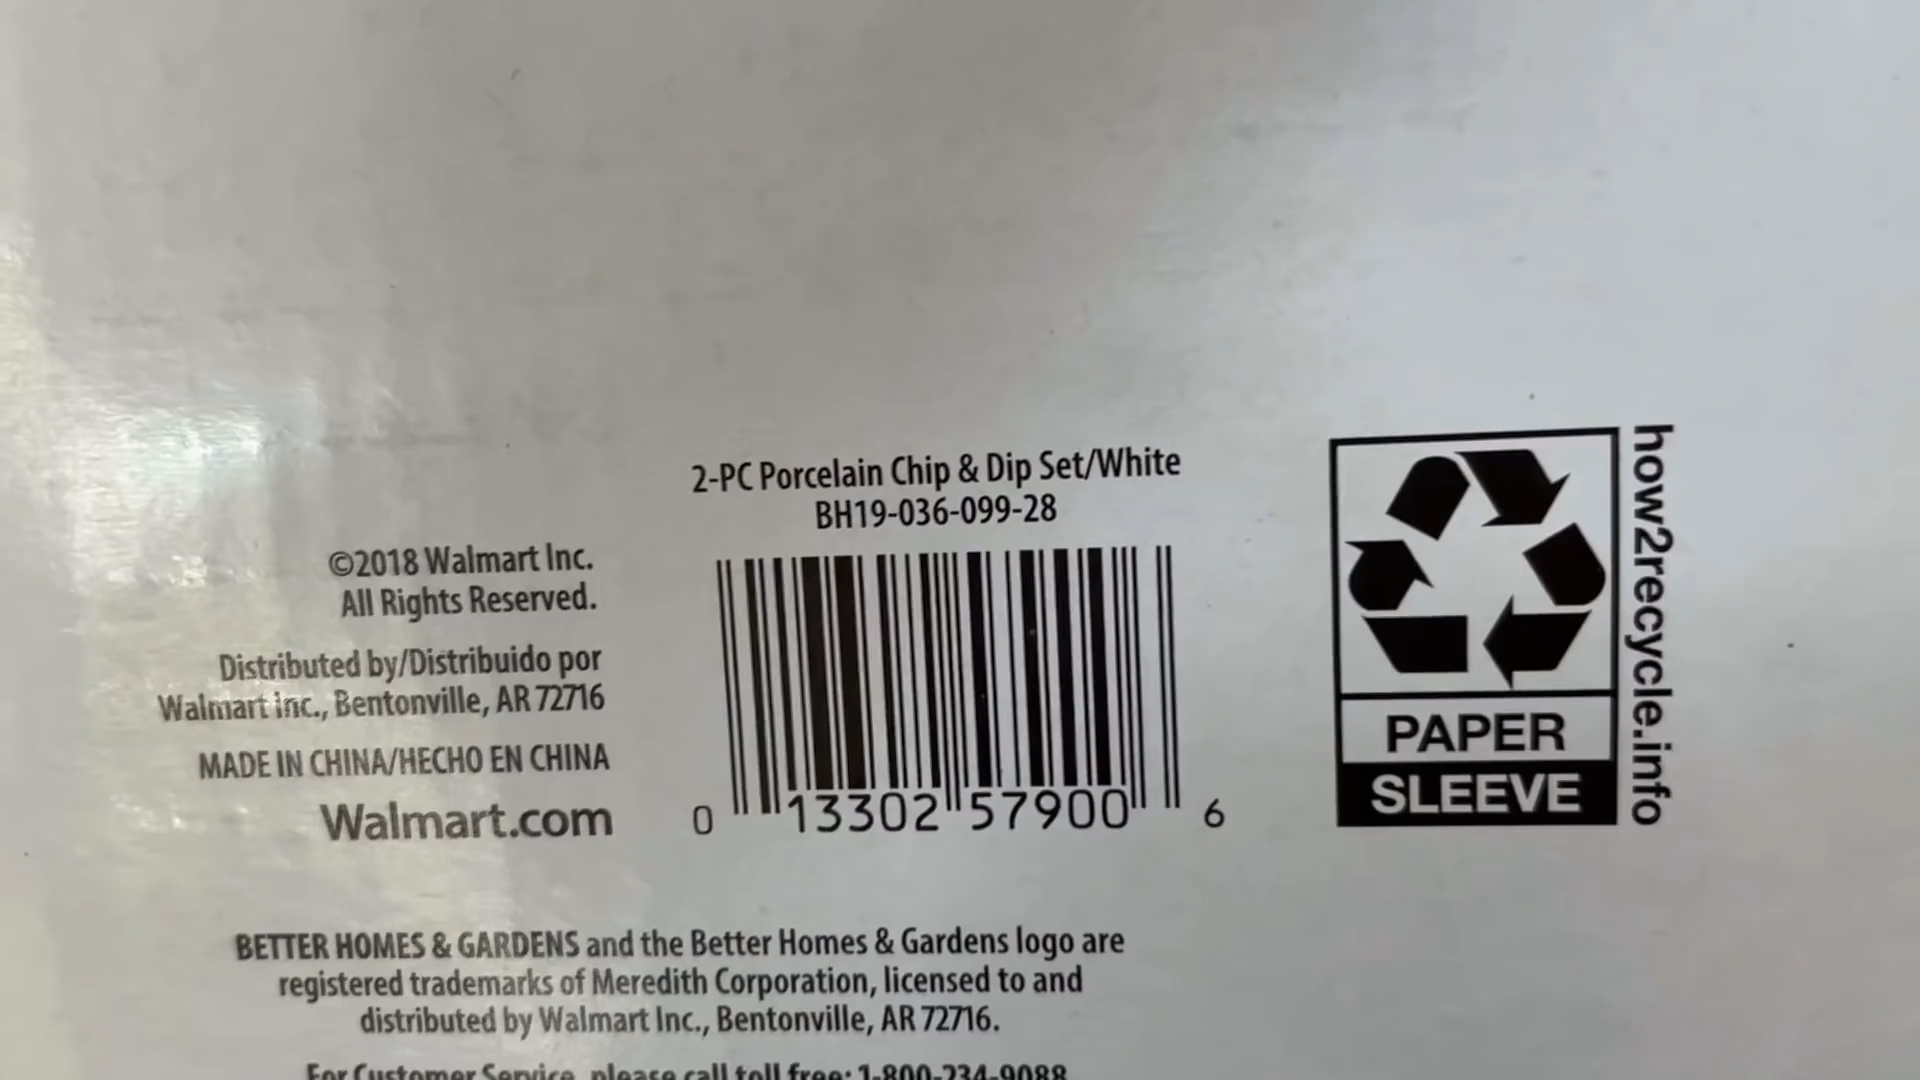 2-PC Porcelain Chip & Dip Set/White
BH19-036-099-28
©2018 Walmart Inc.
All Rights Reserved.
Distributed by/Distribuido por
Walmart Inc., Bentonville, AR 72716
MADE IN CHINA/HECHO EN CHINA
Walmart.com
0 13302 57900 6
PAPER
SLEEVE
how2recycle.info
BETTER HOMES & GARDENS and the Better Homes & Gardens logo are
registered trademarks of Meredith Corporation, licensed to and
distributed by Walmart Inc., Bentonville, AR 72716.
For Customer Service, please call toll free: 1-800-234-9088